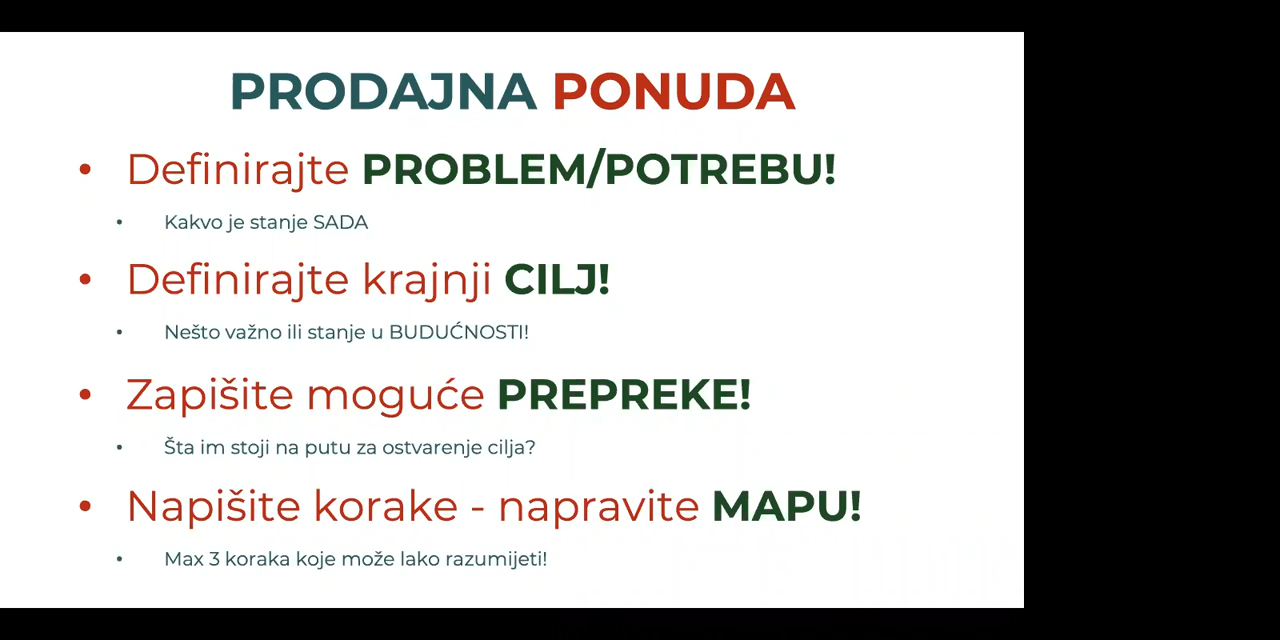 PRODAJNA PONUDA
• Definirajte PROBLEM/POTREBU!
• Kakvo je stanje SADA
• Definirajte krajnji CILJ!
• Nešto važno ili stanje u BUDUĆNOSTI!
• Zapišite moguće PREPREKE!
• Šta im stoji na putu za ostvarenje cilja?
• Napišite korake - napravite MAPU!
• Max 3 koraka koje može lako razumijeti!